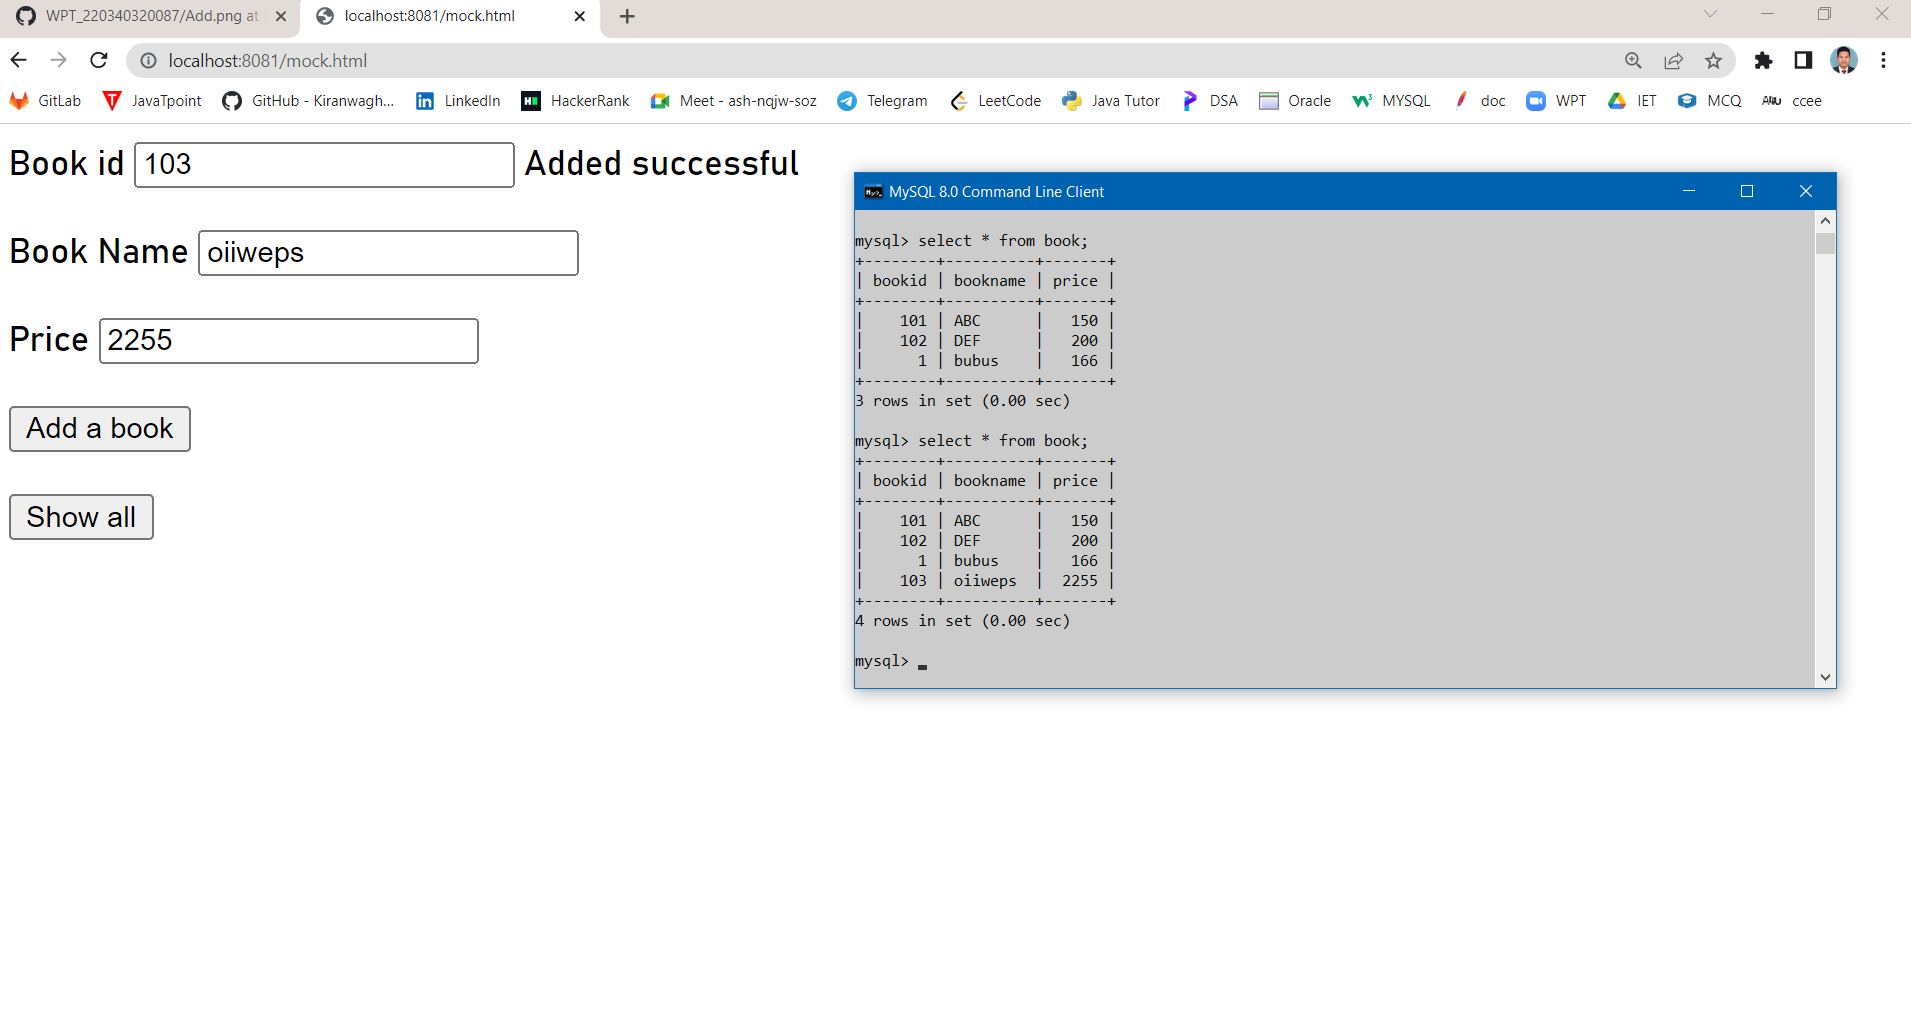 WPT_220340320087/Add.png at
localhost:8081/mock.html
localhost:8081/mock.html
GitLab JavaTpoint GitHub - Kiranwagh... LinkedIn HackerRank Meet - ash-nqjw-soz Telegram LeetCode Java Tutor DSA Oracle MYSQL doc WPT IET MCQ ccee
Book id 103 Added successful
Book Name oiiweps
Price 2255
Add a book
Show all
MySQL 8.0 Command Line Client
mysql> select * from book;
+--------+----------+-------+
| bookid | bookname | price |
+--------+----------+-------+
|    101 | ABC      |   150 |
|    102 | DEF      |   200 |
|      1 | bubus    |   166 |
+--------+----------+-------+
3 rows in set (0.00 sec)
mysql> select * from book;
+--------+----------+-------+
| bookid | bookname | price |
+--------+----------+-------+
|    101 | ABC      |   150 |
|    102 | DEF      |   200 |
|      1 | bubus    |   166 |
|    103 | oiiweps  |  2255 |
+--------+----------+-------+
4 rows in set (0.00 sec)
mysql>